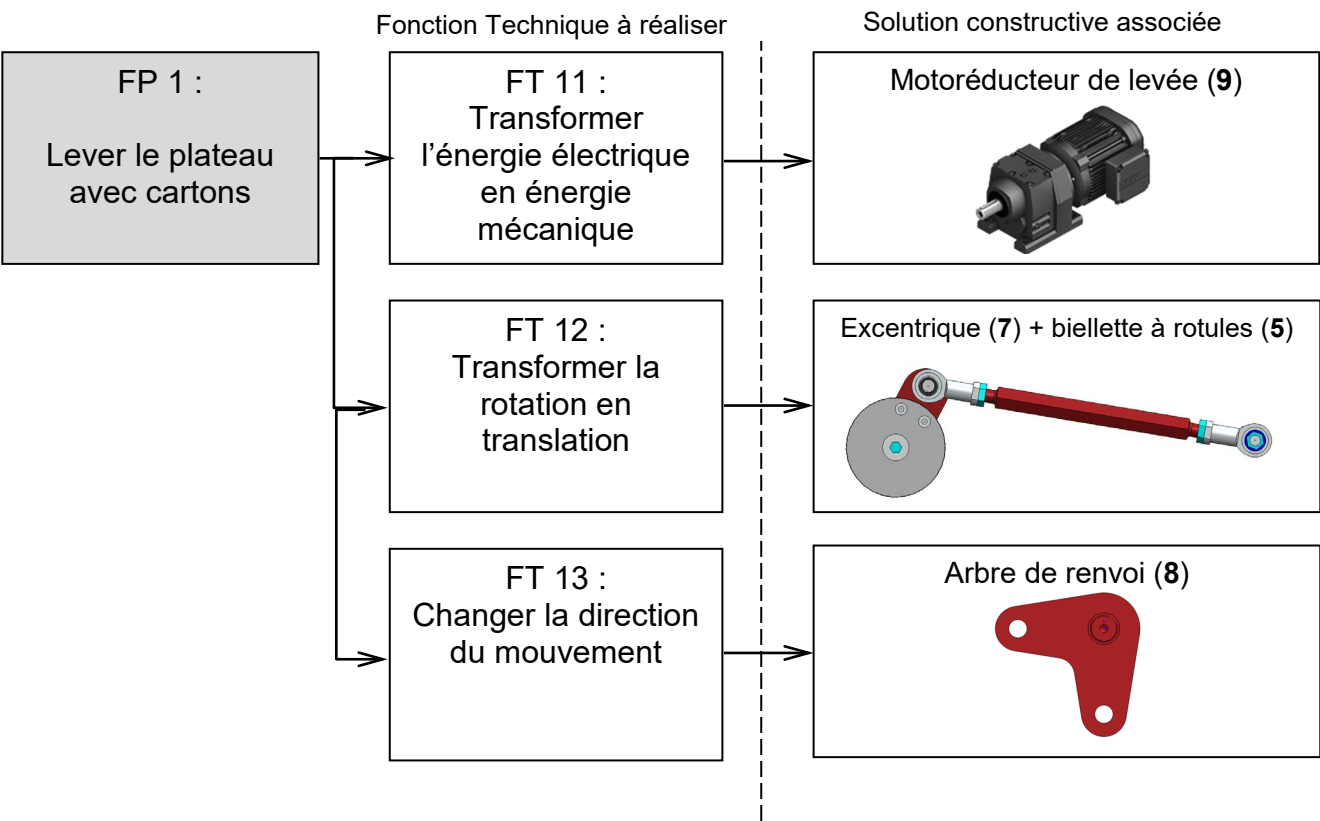 Fonction Technique à réaliser
Solution constructive associée
FP 1 :
Lever le plateau
avec cartons
FT 11 :
Transformer
l’énergie électrique
en énergie
mécanique
Motoréducteur de levée (9)
FT 12 :
Transformer la
rotation en
translation
Excentrique (7) + biellette à rotules (5)
FT 13 :
Changer la direction
du mouvement
Arbre de renvoi (8)